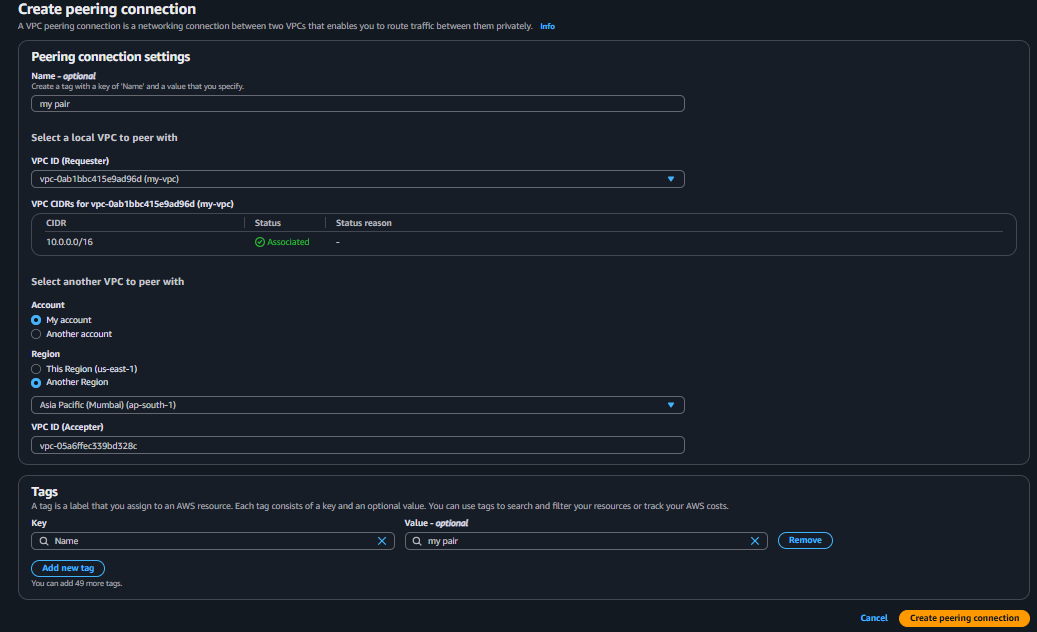 Create peering connection
A VPC peering connection is a networking connection between two VPCs that enables you to route traffic between them privately. Info
Peering connection settings
Name - optional
Create a tag with a key of 'Name' and a value that you specify.
my pair
Select a local VPC to peer with
VPC ID (Requester)
vpc-0ab1bbc415e9ad96d (my-vpc)
VPC CIDRs for vpc-0ab1bbc415e9ad96d (my-vpc)
CIDR Status Status reason
10.0.0.0/16 Associated -
Select another VPC to peer with
Account
My account
Another account
Region
This Region (us-east-1)
Another Region
Asia Pacific (Mumbai) (ap-south-1)
VPC ID (Accepter)
vpc-05a6ffec339bd328c
Tags
A tag is a label that you assign to an AWS resource. Each tag consists of a key and an optional value. You can use tags to search and filter your resources or track your AWS costs.
Key Value - optional
Name my pair Remove
Add new tag
You can add 49 more tags.
Cancel Create peering connection